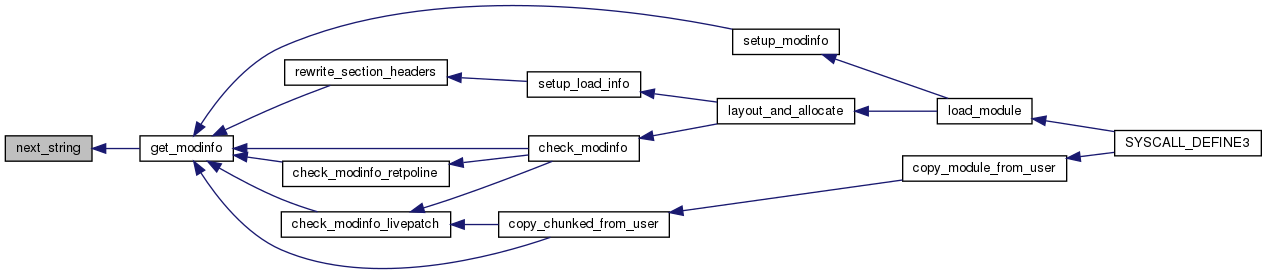 setup_modinfo
rewrite_section_headers
setup_load_info
layout_and_allocate
load_module
next_string
get_modinfo
check_modinfo
SYSCALL_DEFINE3
check_modinfo_retpoline
copy_module_from_user
check_modinfo_livepatch
copy_chunked_from_user